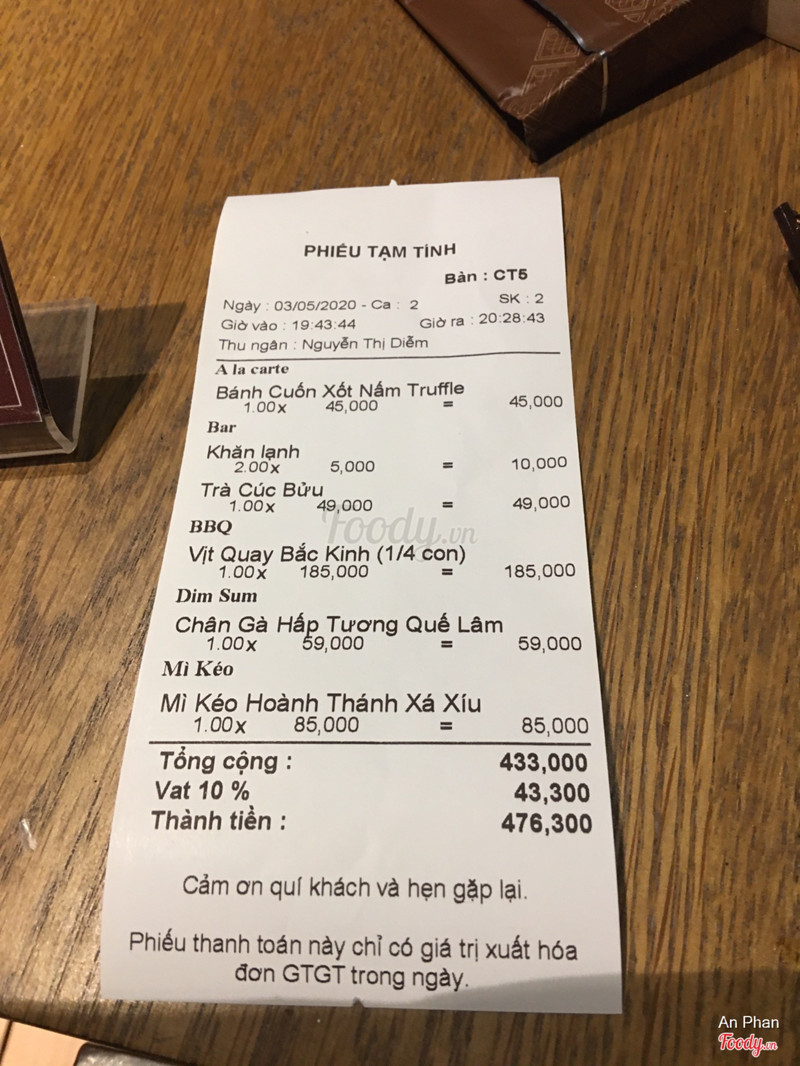 PHIẾU TẠM TÍNH
Bàn : CT5
Ngày : 03/05/2020 - Ca : 2 SK : 2
Giờ vào : 19:43:44 Giờ ra : 20:28:43
Thu ngân : Nguyễn Thị Diễm
A la carte
Bánh Cuốn Xốt Nấm Truffle
1.00x 45,000 = 45,000
Bar
Khăn lạnh
2.00x 5,000 = 10,000
Trà Cúc Bửu
1.00x 49,000 = 49,000
Foody.vn
BBQ
Vịt Quay Bắc Kinh (1/4 con)
1.00x 185,000 = 185,000
Dim Sum
Chân Gà Hấp Tương Quế Lâm
1.00x 59,000 = 59,000
Mì Kéo
Mì Kéo Hoành Thánh Xá Xíu
1.00x 85,000 = 85,000
Tổng cộng : 433,000
Vat 10 % 43,300
Thành tiền : 476,300
Cảm ơn quí khách và hẹn gặp lại.
Phiếu thanh toán này chỉ có giá trị xuất hóa
đơn GTGT trong ngày.
An Phan
Foody.vn